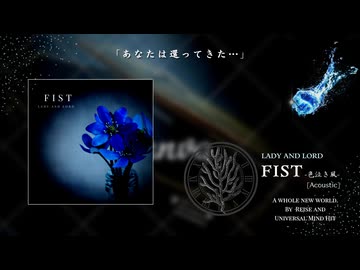 「あなたは還ってきた…」
FIST
LADY AND LORD
LADY AND LORD
FIST -色泣き風-
[Acoustic]
A WHOLE NEW WORLD
BY REISE AND
UNIVERSAL MIND HIT